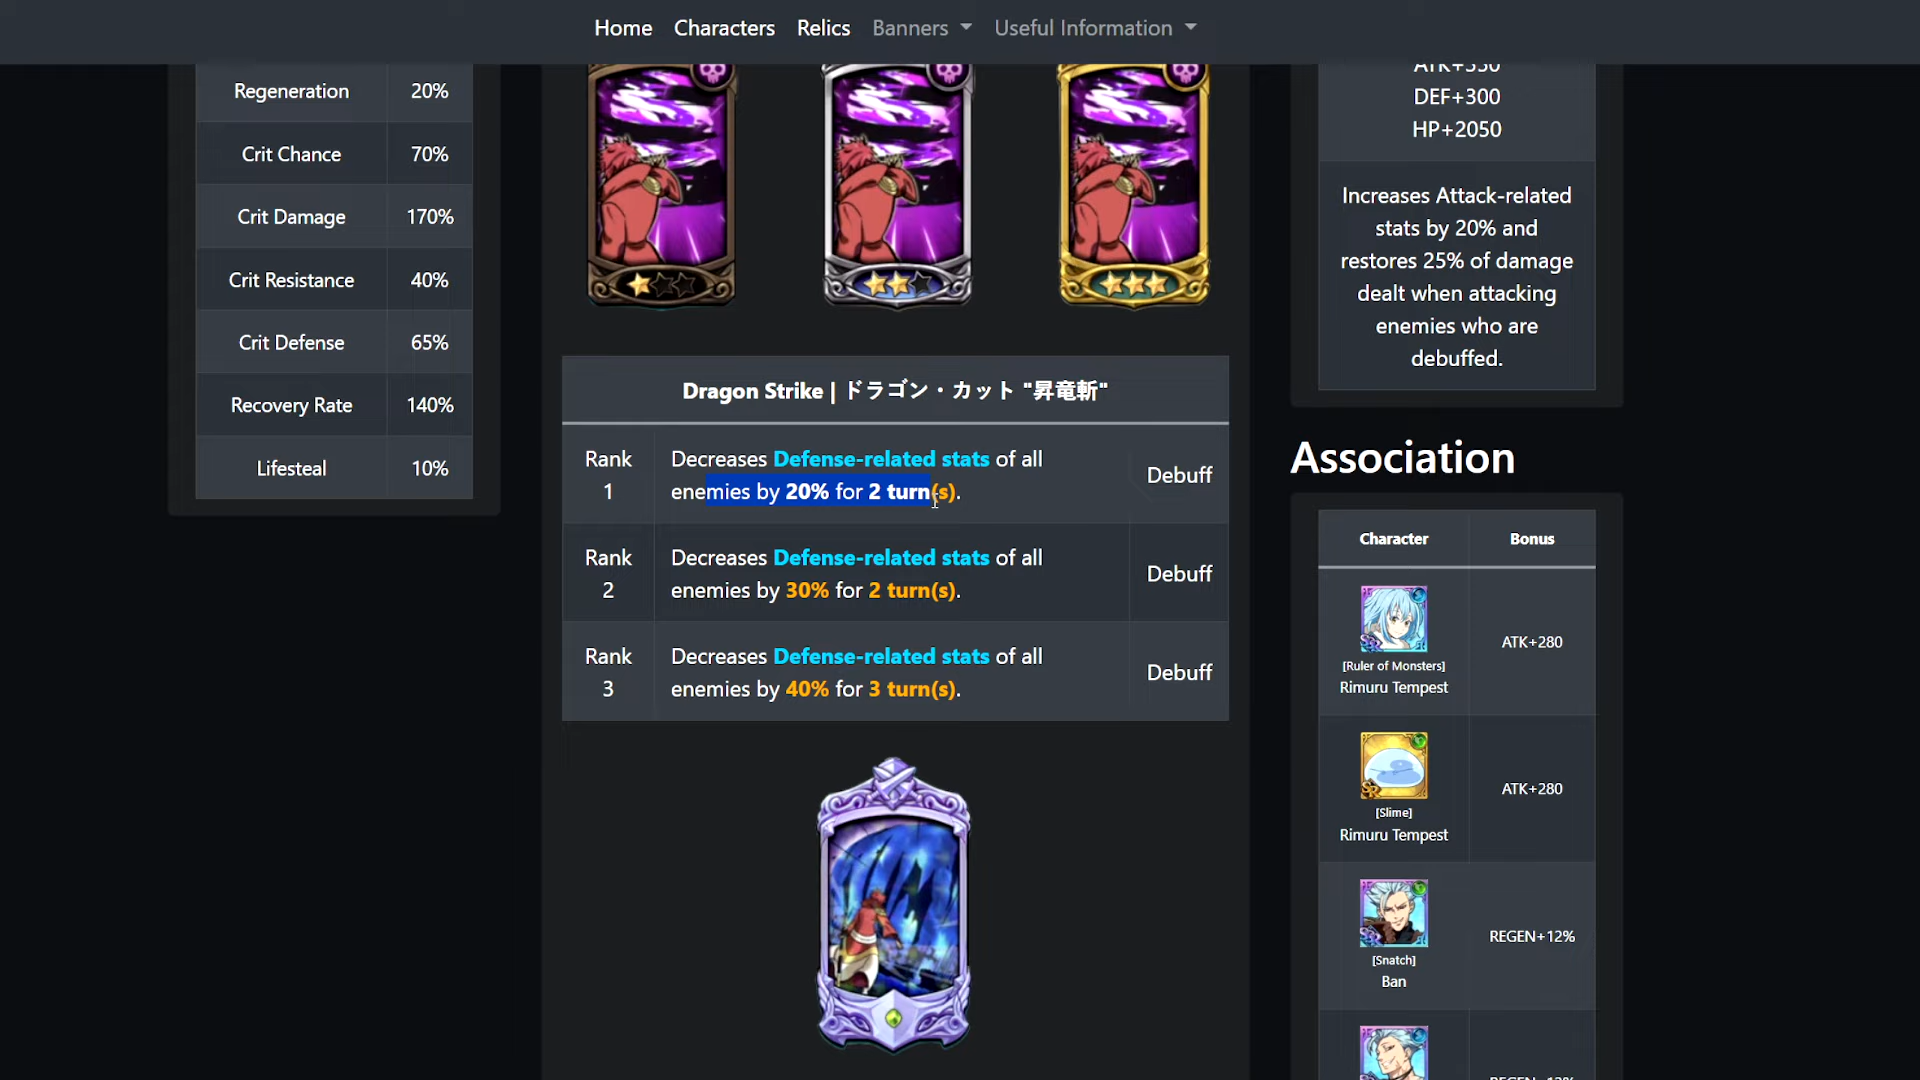 Home Characters Relics Banners Useful Information
Regeneration 20%
Crit Chance 70%
Crit Damage 170%
Crit Resistance 40%
Crit Defense 65%
Recovery Rate 140%
Lifesteal 10%
Dragon Strike | ドラゴン・カット "昇竜斬"
Rank 1
Decreases Defense-related stats of all
enemies by 20% for 2 turn(s).
Debuff
Rank 2
Decreases Defense-related stats of all
enemies by 30% for 2 turn(s).
Debuff
Rank 3
Decreases Defense-related stats of all
enemies by 40% for 3 turn(s).
Debuff
DEF+300
HP+2050
Increases Attack-related
stats by 20% and
restores 25% of damage
dealt when attacking
enemies who are
debuffed.
Association
Character Bonus
SR
[Ruler of Monsters]
Rimuru Tempest
ATK+280
SR
[Slime]
Rimuru Tempest
ATK+280
[Snatch]
Ban
REGEN+12%